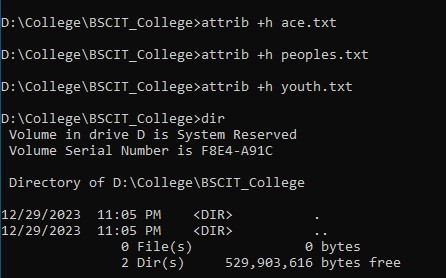 D:\College\BSCIT_College>attrib +h ace.txt
D:\College\BSCIT_College>attrib +h peoples.txt
D:\College\BSCIT_College>attrib +h youth.txt
D:\College\BSCIT_College>dir
Volume in drive D is System Reserved
Volume Serial Number is F8E4-A91C
Directory of D:\College\BSCIT_College
12/29/2023  11:05 PM    <DIR>          .
12/29/2023  11:05 PM    <DIR>          ..
0 File(s)              0 bytes
2 Dir(s)     529,903,616 bytes free